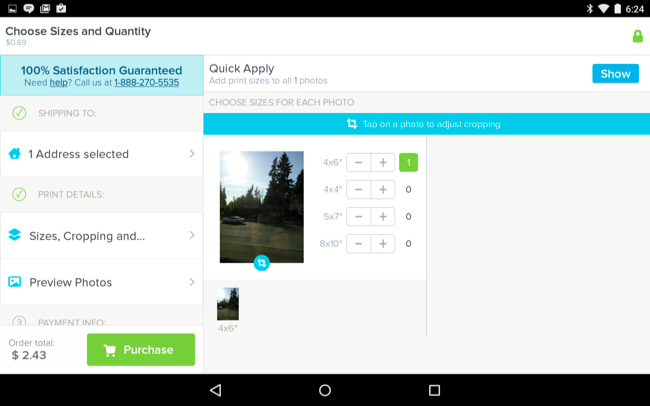 6:24
Choose Sizes and Quantity
$0.69
100% Satisfaction Guaranteed
Need help? Call us at 1-888-270-5535
SHIPPING TO:
1 Address selected
PRINT DETAILS:
Sizes, Cropping and...
Preview Photos
3 PAYMENT INFO:
Order total:
$ 2.43
Purchase
Quick Apply
Add print sizes to all 1 photos
Show
CHOOSE SIZES FOR EACH PHOTO
Tap on a photo to adjust cropping
4x6" − + 1
4x4" − + 0
5x7" − + 0
8x10" − + 0
4x6"